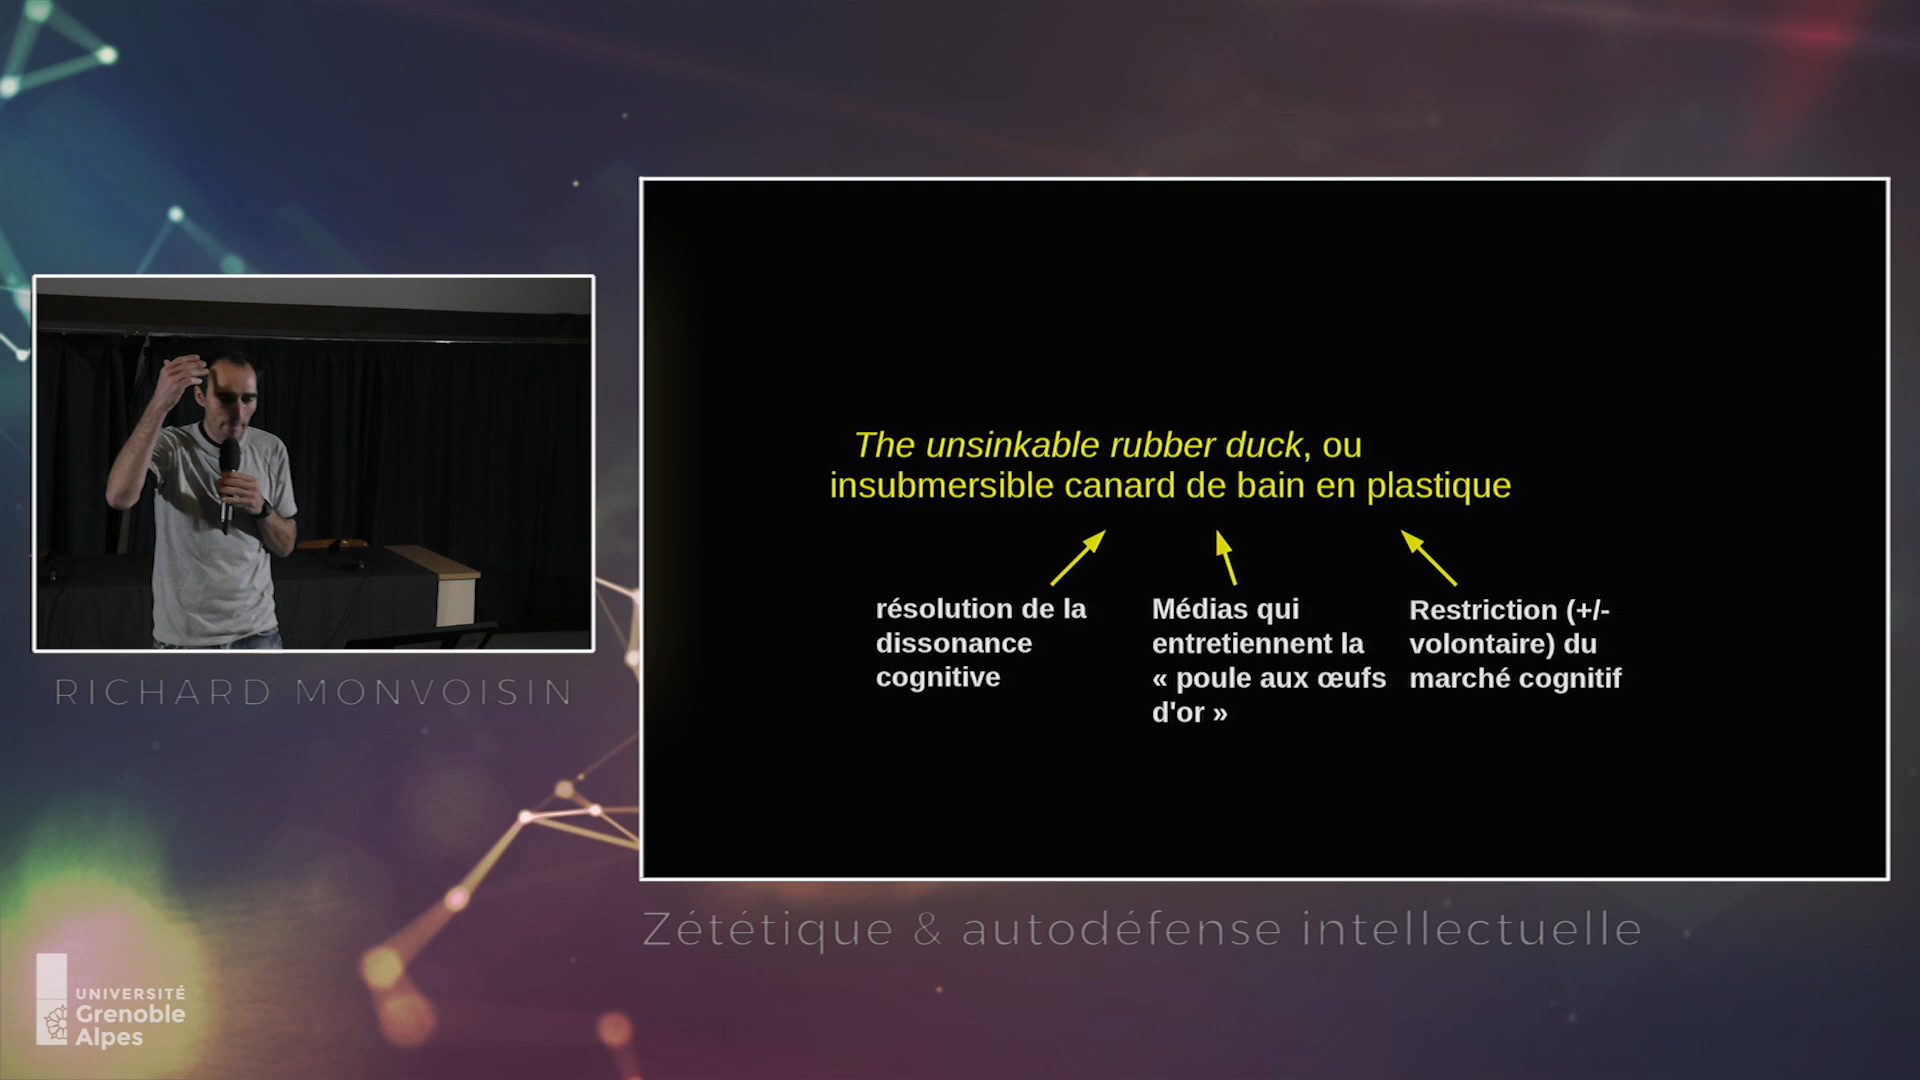 The unsinkable rubber duck, ou
insubmersible canard de bain en plastique
résolution de la
dissonance
cognitive
Médias qui
entretiennent la
« poule aux œufs
d'or »
Restriction (+/-
volontaire) du
marché cognitif
RICHARD MONVOISIN
Zététique & autodéfense intellectuelle
UNIVERSITÉ
Grenoble
Alpes